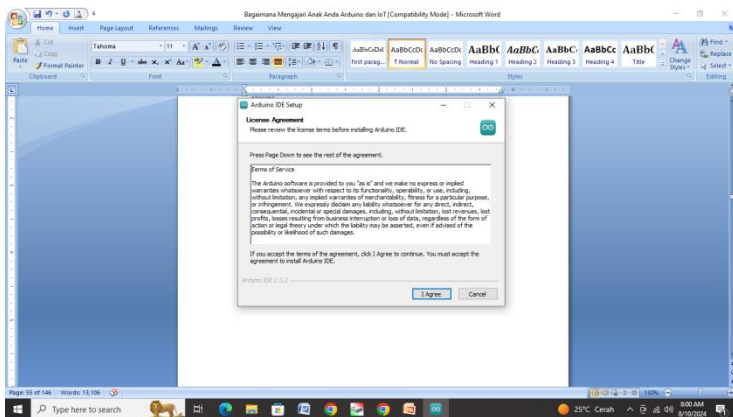 Bagaimana Mengajari Anak Anda Arduino dan IoT [Compatibility Mode] - Microsoft Word
Home Insert Page Layout References Mailings Review View Add-Ins
Paste
Cut
Copy
Format Painter
Clipboard
Tahoma 11
Font
Paragraph
AaBbCcDd AaBbCcDc AaBbCcDc AaBbC AaBbC AaBbC AaBbCc AaBbC
first parag... ¶ Normal No Spacing Heading 1 Heading 2 Heading 3 Heading 4 Title
Change Styles
Styles
Find
Replace
Select
Editing
Arduino IDE Setup
License Agreement
Please review the license terms before installing Arduino IDE.
Press Page Down to see the rest of the agreement.
Terms of Service
The Arduino software is provided to you "as is" and we make no express or implied
warranties whatsoever with respect to its functionality, operability, or use, including,
without limitation, any implied warranties of merchantability, fitness for a particular purpose,
or infringement. We expressly disclaim any liability whatsoever for any direct, indirect,
consequential, incidental or special damages, including, without limitation, lost revenues, lost
profits, losses resulting from business interruption or loss of data, regardless of the form of
action or legal theory under which the liability may be asserted, even if advised of the
possibility or likelihood of such damages.
If you accept the terms of the agreement, click I Agree to continue. You must accept the
agreement to install Arduino IDE.
Arduino IDE 2.3.2
I Agree Cancel
Page: 55 of 146 Words: 13,106 130%
Type here to search
25°C Cerah
8:00 AM
8/10/2024